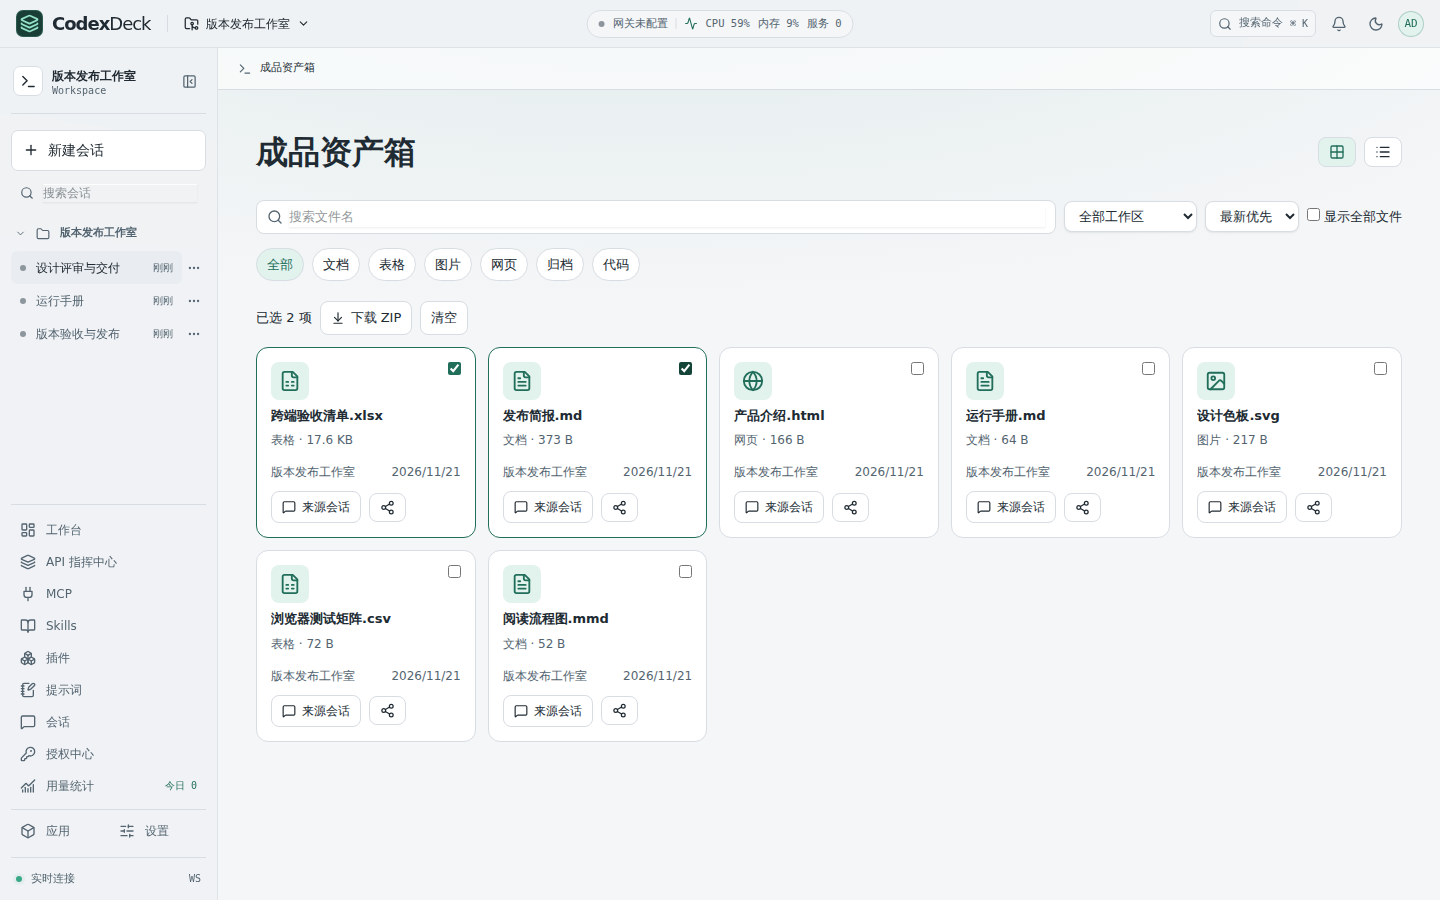 CodexDeck
版本发布工作室
网关未配置 CPU 59% 内存 9% 服务 0
搜索命令 ⌘ K
AD
版本发布工作室
Workspace
新建会话
搜索会话
版本发布工作室
设计评审与交付 刚刚
运行手册 刚刚
版本验收与发布 刚刚
工作台
API 指挥中心
MCP
Skills
插件
提示词
会话
授权中心
用量统计 今日 0
应用 设置
实时连接 WS
成品资产箱
成品资产箱
搜索文件名 全部工作区 最新优先 显示全部文件
全部 文档 表格 图片 网页 归档 代码
已选 2 项 下载 ZIP 清空
跨端验收清单.xlsx
表格 · 17.6 KB
版本发布工作室 2026/11/21
来源会话
发布简报.md
文档 · 373 B
版本发布工作室 2026/11/21
来源会话
产品介绍.html
网页 · 166 B
版本发布工作室 2026/11/21
来源会话
运行手册.md
文档 · 64 B
版本发布工作室 2026/11/21
来源会话
设计色板.svg
图片 · 217 B
版本发布工作室 2026/11/21
来源会话
浏览器测试矩阵.csv
表格 · 72 B
版本发布工作室 2026/11/21
来源会话
阅读流程图.mmd
文档 · 52 B
版本发布工作室 2026/11/21
来源会话